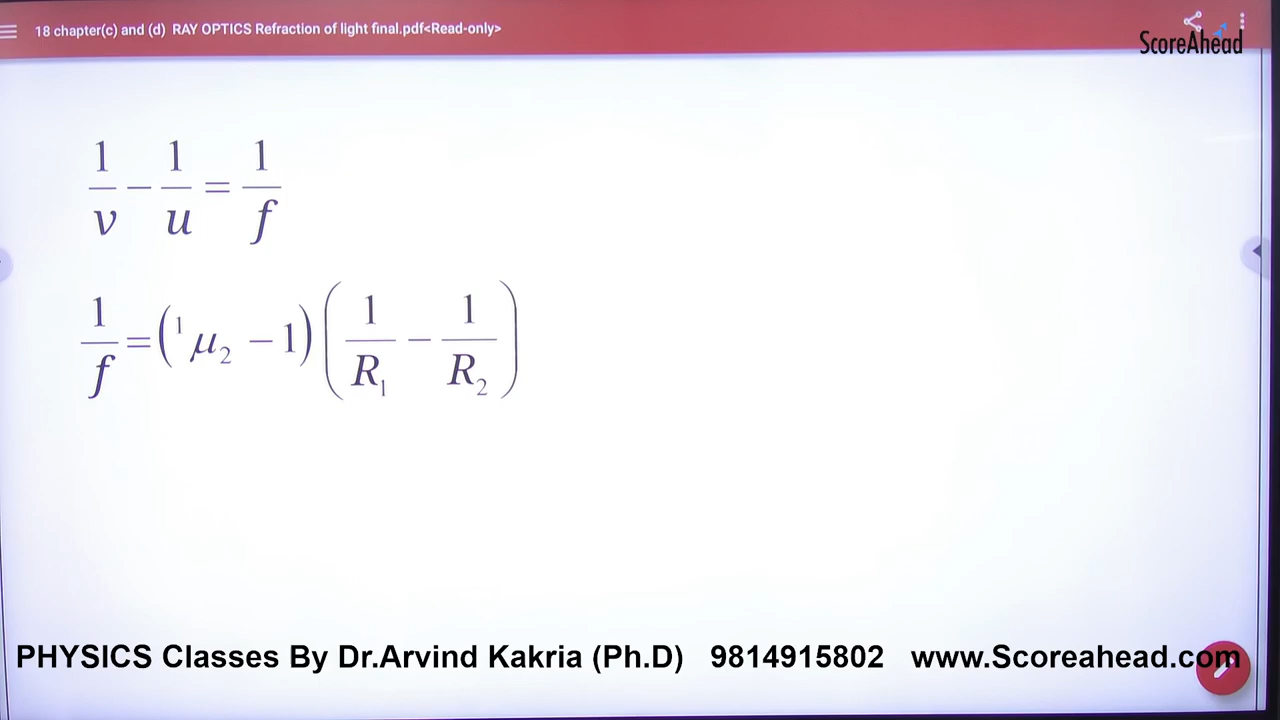 18 chapter(c) and (d) RAY OPTICS Refraction of light final.pdf<Read-only>
ScoreAhead
1/v − 1/u = 1/f
1/f = (¹μ₂ − 1)(1/R₁ − 1/R₂)
PHYSICS Classes By Dr.Arvind Kakria (Ph.D) 9814915802 www.Scoreahead.com